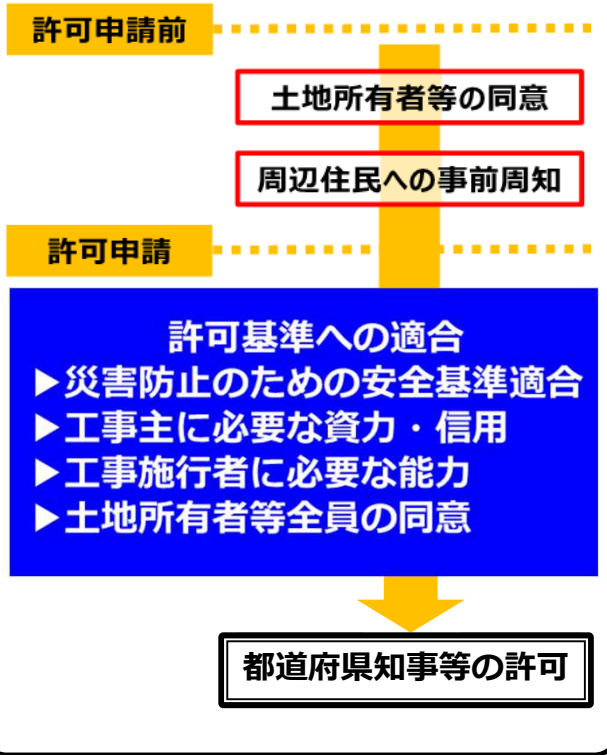 許可申請前
土地所有者等の同意
周辺住民への事前周知
許可申請
許可基準への適合
▶災害防止のための安全基準適合
▶工事主に必要な資力・信用
▶工事施行者に必要な能力
▶土地所有者等全員の同意
都道府県知事等の許可